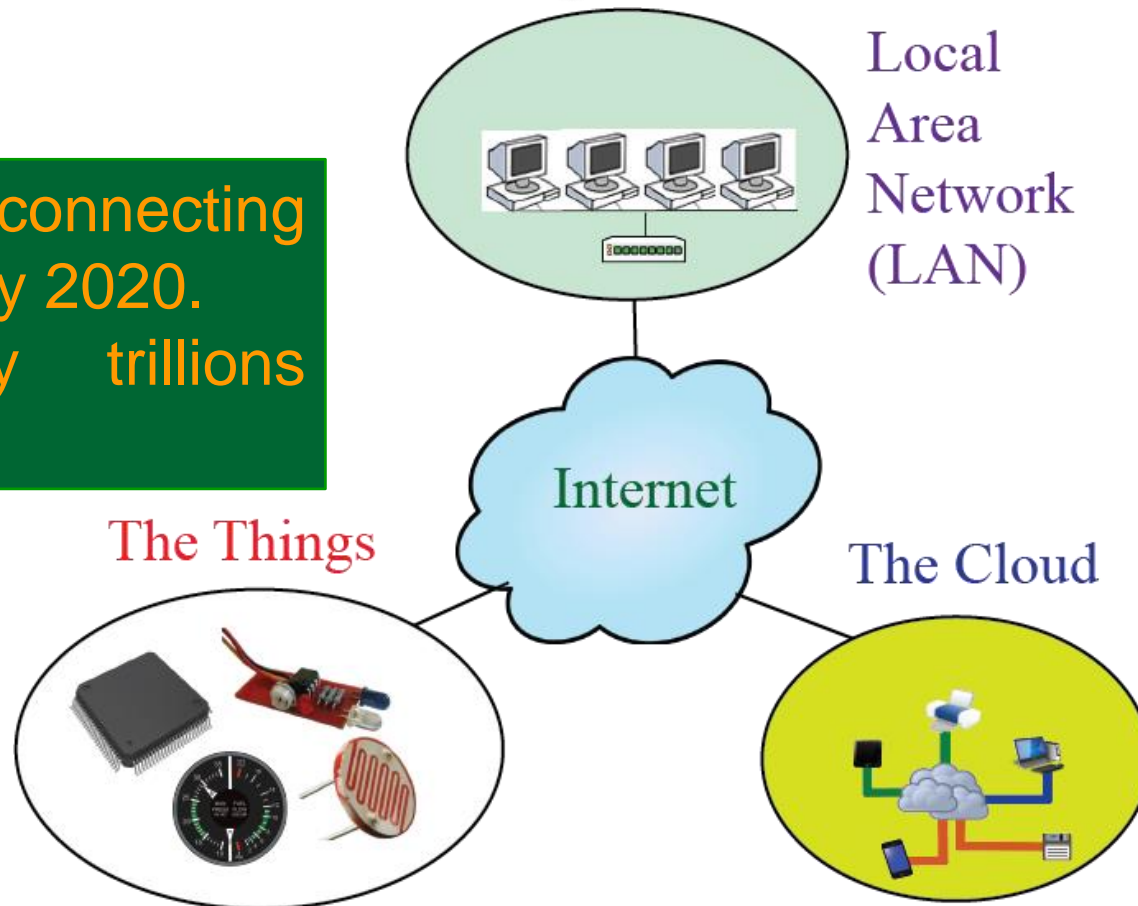 Local
Area
Network
(LAN)
connecting
y 2020.
y trillions
Internet
The Things
The Cloud